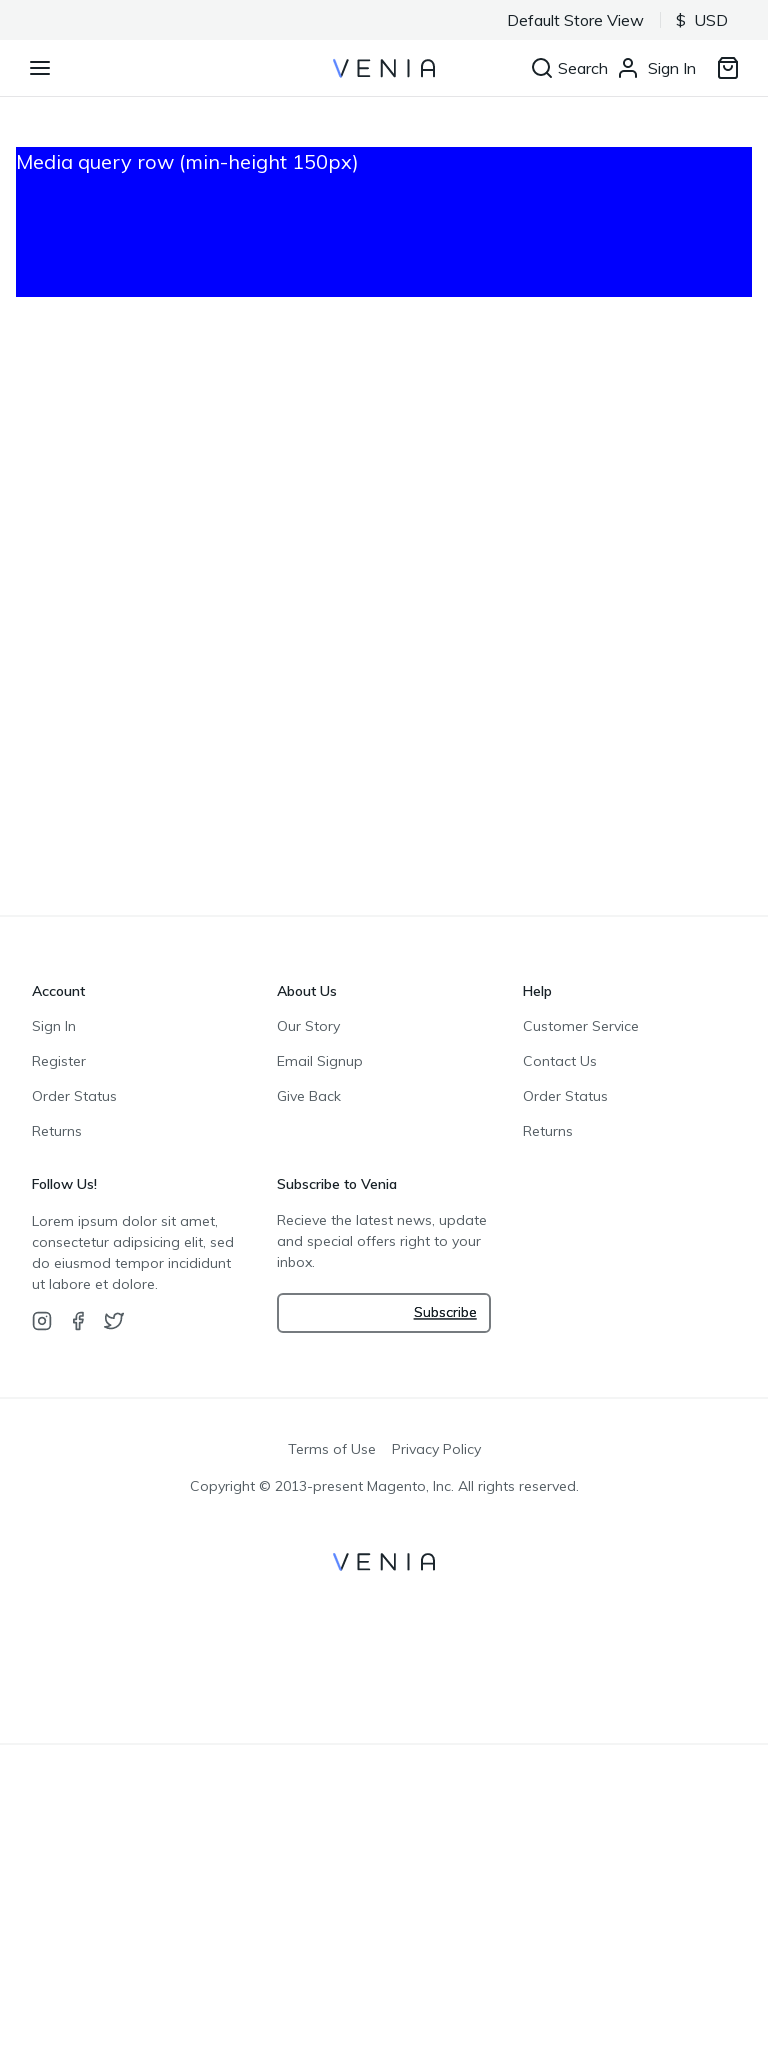 Default Store View
$ USD
VENIA
Search
Sign In
Media query row (min-height 150px)
Account
Sign In
Register
Order Status
Returns
About Us
Our Story
Email Signup
Give Back
Help
Customer Service
Contact Us
Order Status
Returns
Follow Us!
Lorem ipsum dolor sit amet,
consectetur adipsicing elit, sed
do eiusmod tempor incididunt
ut labore et dolore.
Subscribe to Venia
Recieve the latest news, update
and special offers right to your
inbox.
Subscribe
Terms of Use
Privacy Policy
Copyright © 2013-present Magento, Inc. All rights reserved.
VENIA